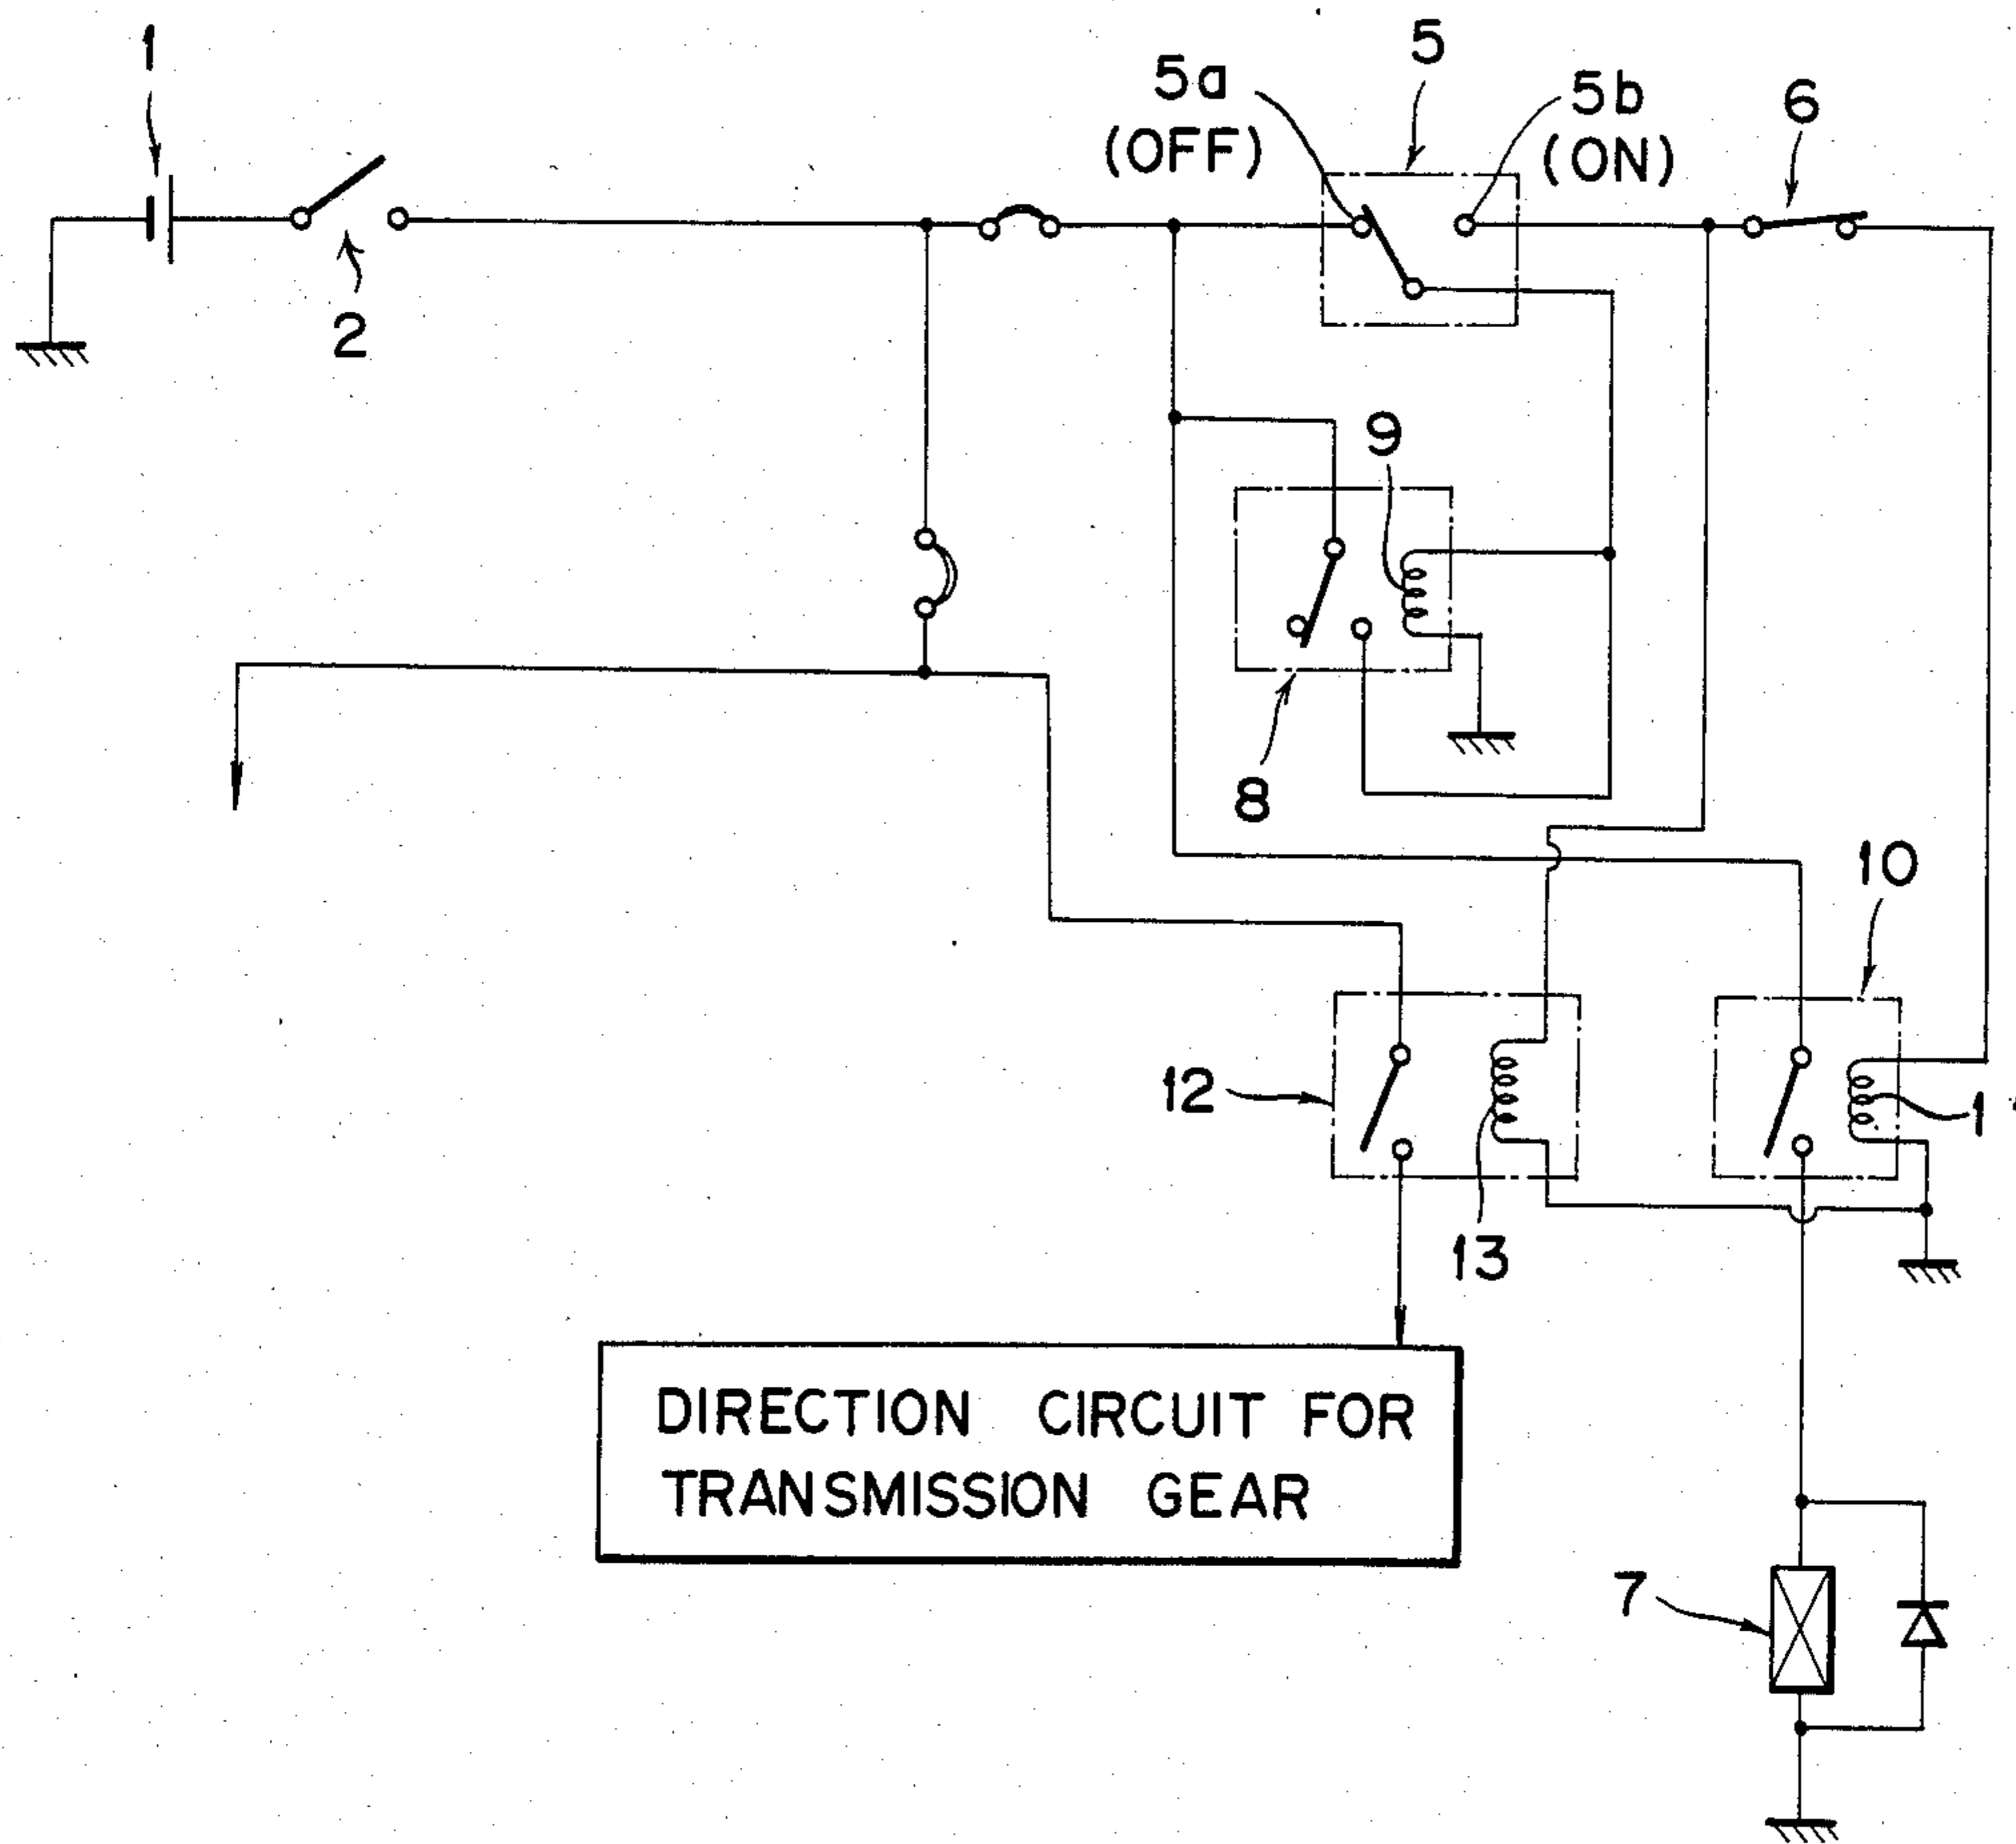 1
5
5a
(OFF)
5b
(ON)
6
2
9
8
10
12
13
7
DIRECTION CIRCUIT FOR
TRANSMISSION GEAR